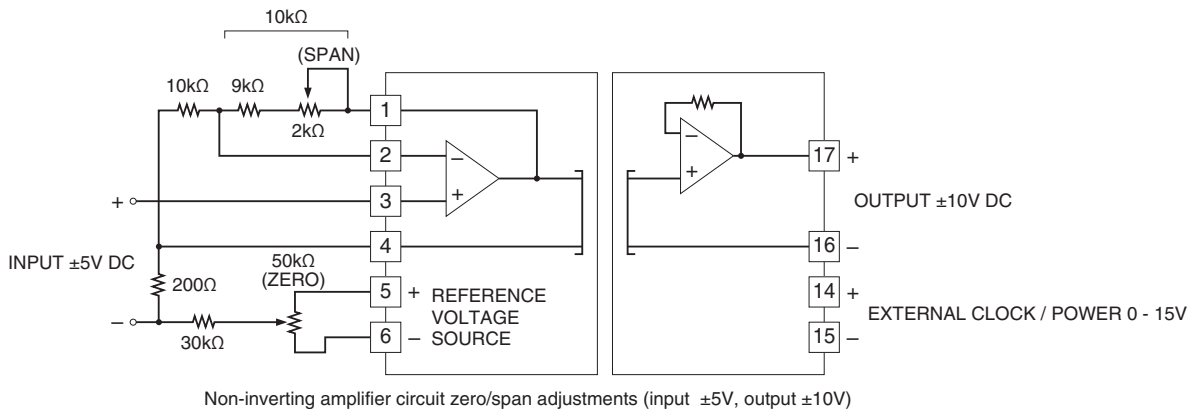 10kΩ
(SPAN)
10kΩ
9kΩ
2kΩ
1
2
3
4
5
6
−
+
+
INPUT ±5V DC
−
200Ω
30kΩ
50kΩ
(ZERO)
+
−
REFERENCE
VOLTAGE
SOURCE
−
+
17 +
OUTPUT ±10V DC
16 −
14 +
EXTERNAL CLOCK / POWER 0 - 15V
15 −
Non-inverting amplifier circuit zero/span adjustments (input ±5V, output ±10V)